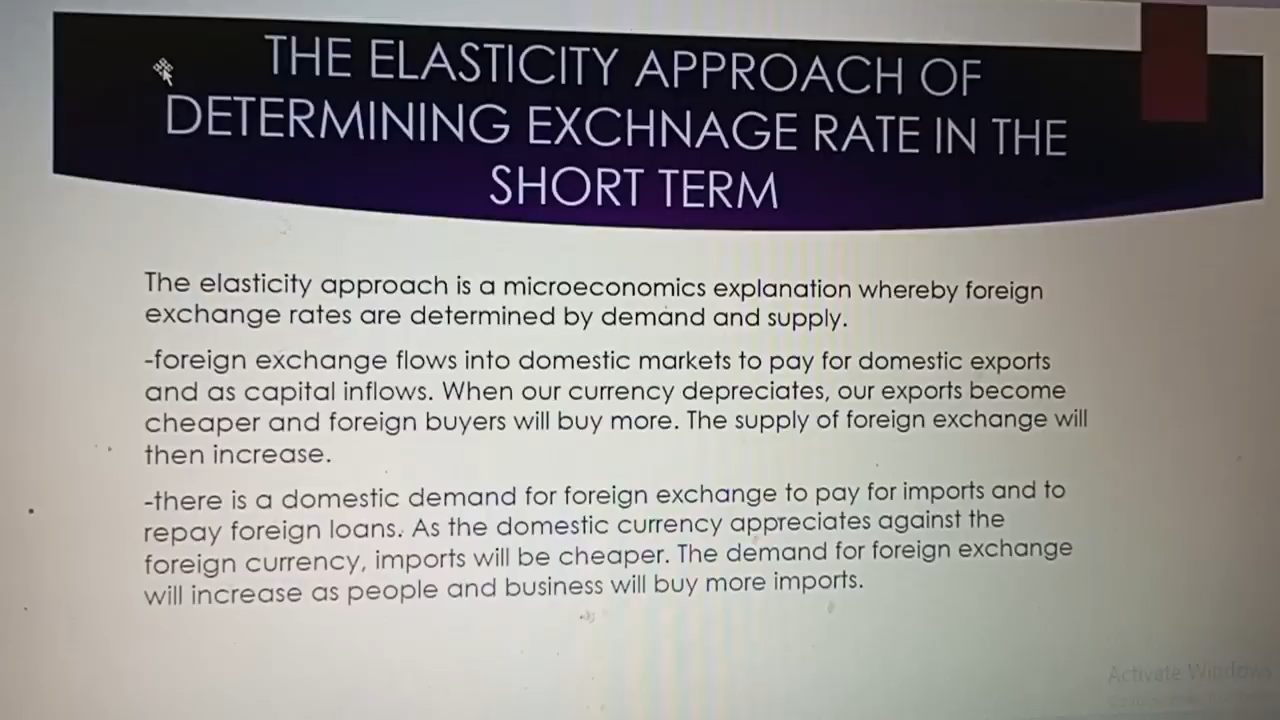 THE ELASTICITY APPROACH OF
DETERMINING EXCHNAGE RATE IN THE
SHORT TERM
The elasticity approach is a microeconomics explanation whereby foreign
exchange rates are determined by demand and supply.
-foreign exchange flows into domestic markets to pay for domestic exports
and as capital inflows. When our currency depreciates, our exports become
cheaper and foreign buyers will buy more. The supply of foreign exchange will
then increase.
-there is a domestic demand for foreign exchange to pay for imports and to
repay foreign loans. As the domestic currency appreciates against the
foreign currency, imports will be cheaper. The demand for foreign exchange
will increase as people and business will buy more imports.
Activate Windows